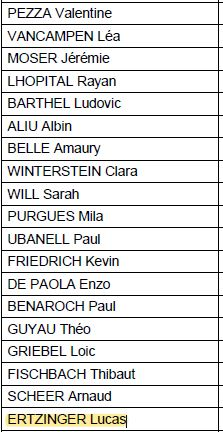 PEZZA Valentine
VANCAMPEN Léa
MOSER Jérémie
LHOPITAL Rayan
BARTHEL Ludovic
ALIU Albin
BELLE Amaury
WINTERSTEIN Clara
WILL Sarah
PURGUES Mila
UBANELL Paul
FRIEDRICH Kevin
DE PAOLA Enzo
BENAROCH Paul
GUYAU Théo
GRIEBEL Loic
FISCHBACH Thibaut
SCHEER Arnaud
ERTZINGER Lucas